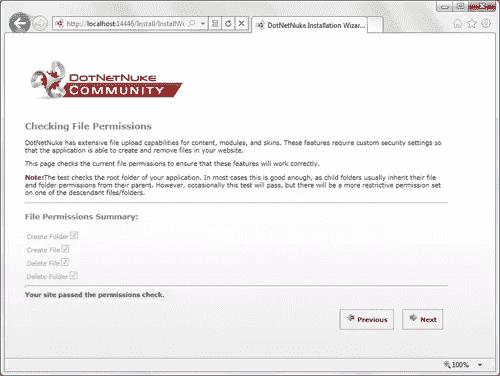 http://localhost:14446/Install/InstallWi
DotNetNuke Installation Wizar...
DOTNETNUKE
COMMUNITY
Checking File Permissions
DotNetNuke has extensive file upload capabilities for content, modules, and skins. These features require custom security settings so
that the application is able to create and remove files in your website.
This page checks the current file permissions to ensure that these features will work correctly.
Note:The test checks the root folder of your application. In most cases this is good enough, as child folders usually inherit their file
and folder permissions from their parent. However, occasionally this test will pass, but there will be a more restrictive permission set
on one of the descendant files/folders.
File Permissions Summary:
Create Folder
Create File
Delete File
Delete Folder
Your site passed the permissions check.
Previous
Next
100%